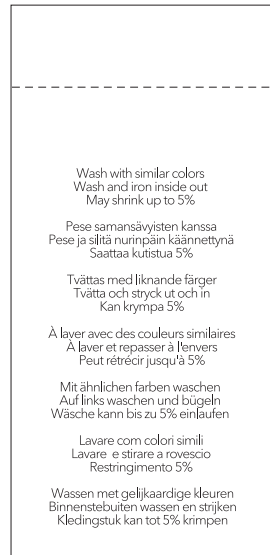 Wash with similar colors
Wash and iron inside out
May shrink up to 5%
Pese samansävyisten kanssa
Pese ja silitä nurinpäin käännettynä
Saattaa kutistua 5%
Tvättas med liknande färger
Tvätta och stryck ut och in
Kan krympa 5%
À laver avec des couleurs similaires
À laver et repasser à l'envers
Peut rétrécir jusqu'à 5%
Mit ähnlichen farben waschen
Auf links waschen und bügeln
Wäsche kann bis zu 5% einlaufen
Lavare com colori simili
Lavare e stirare a rovescio
Restringimento 5%
Wassen met gelijkaardige kleuren
Binnenstebuiten wassen en strijken
Kledingstuk kan tot 5% krimpen